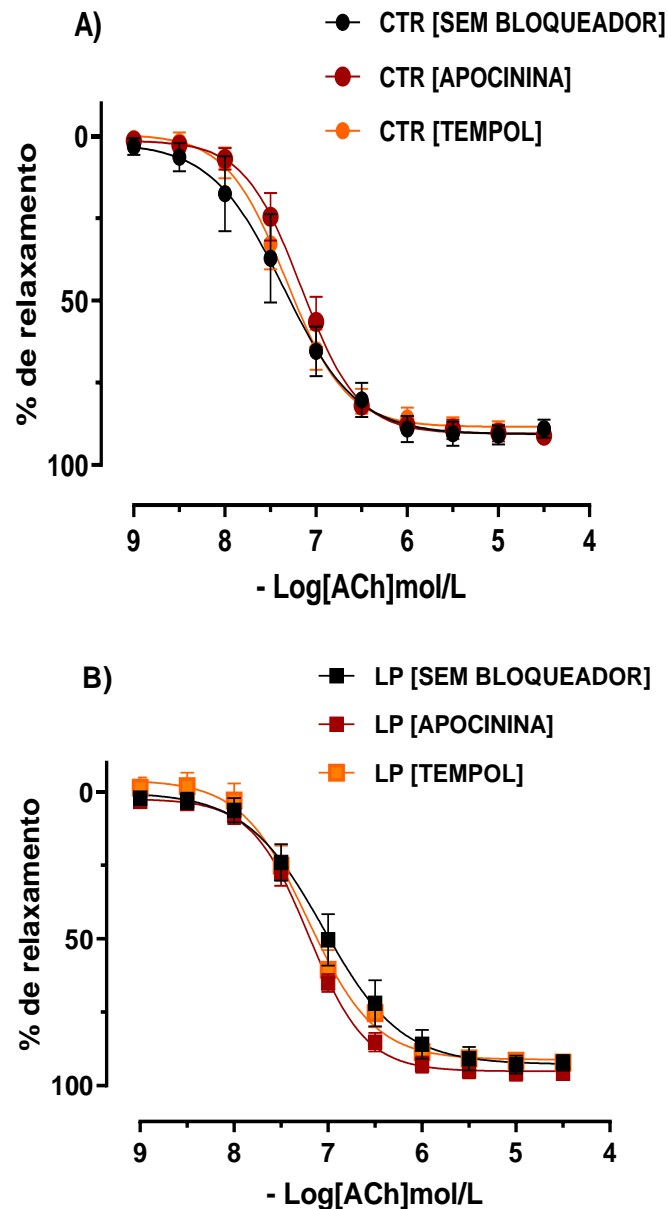 A)
CTR [SEM BLOQUEADOR]
CTR [APOCININA]
CTR [TEMPOL]
% de relaxamento
0
50
100
9 8 7 6 5 4
- Log[ACh]mol/L
B)
LP [SEM BLOQUEADOR]
LP [APOCININA]
LP [TEMPOL]
% de relaxamento
0
50
100
9 8 7 6 5 4
- Log[ACh]mol/L